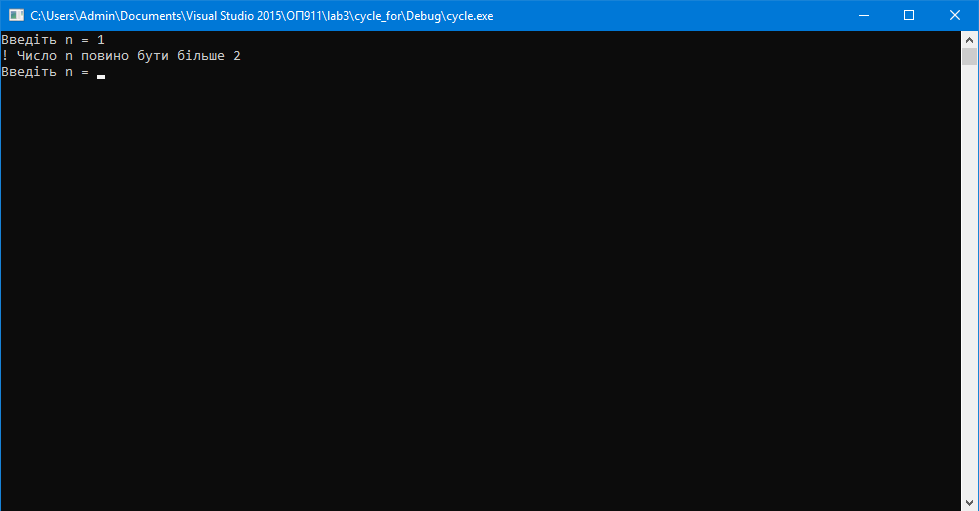 C:\Users\Admin\Documents\Visual Studio 2015\ОП911\lab3\cycle_for\Debug\cycle.exe
Введіть n = 1
! Число n повино бути більше 2
Введіть n =